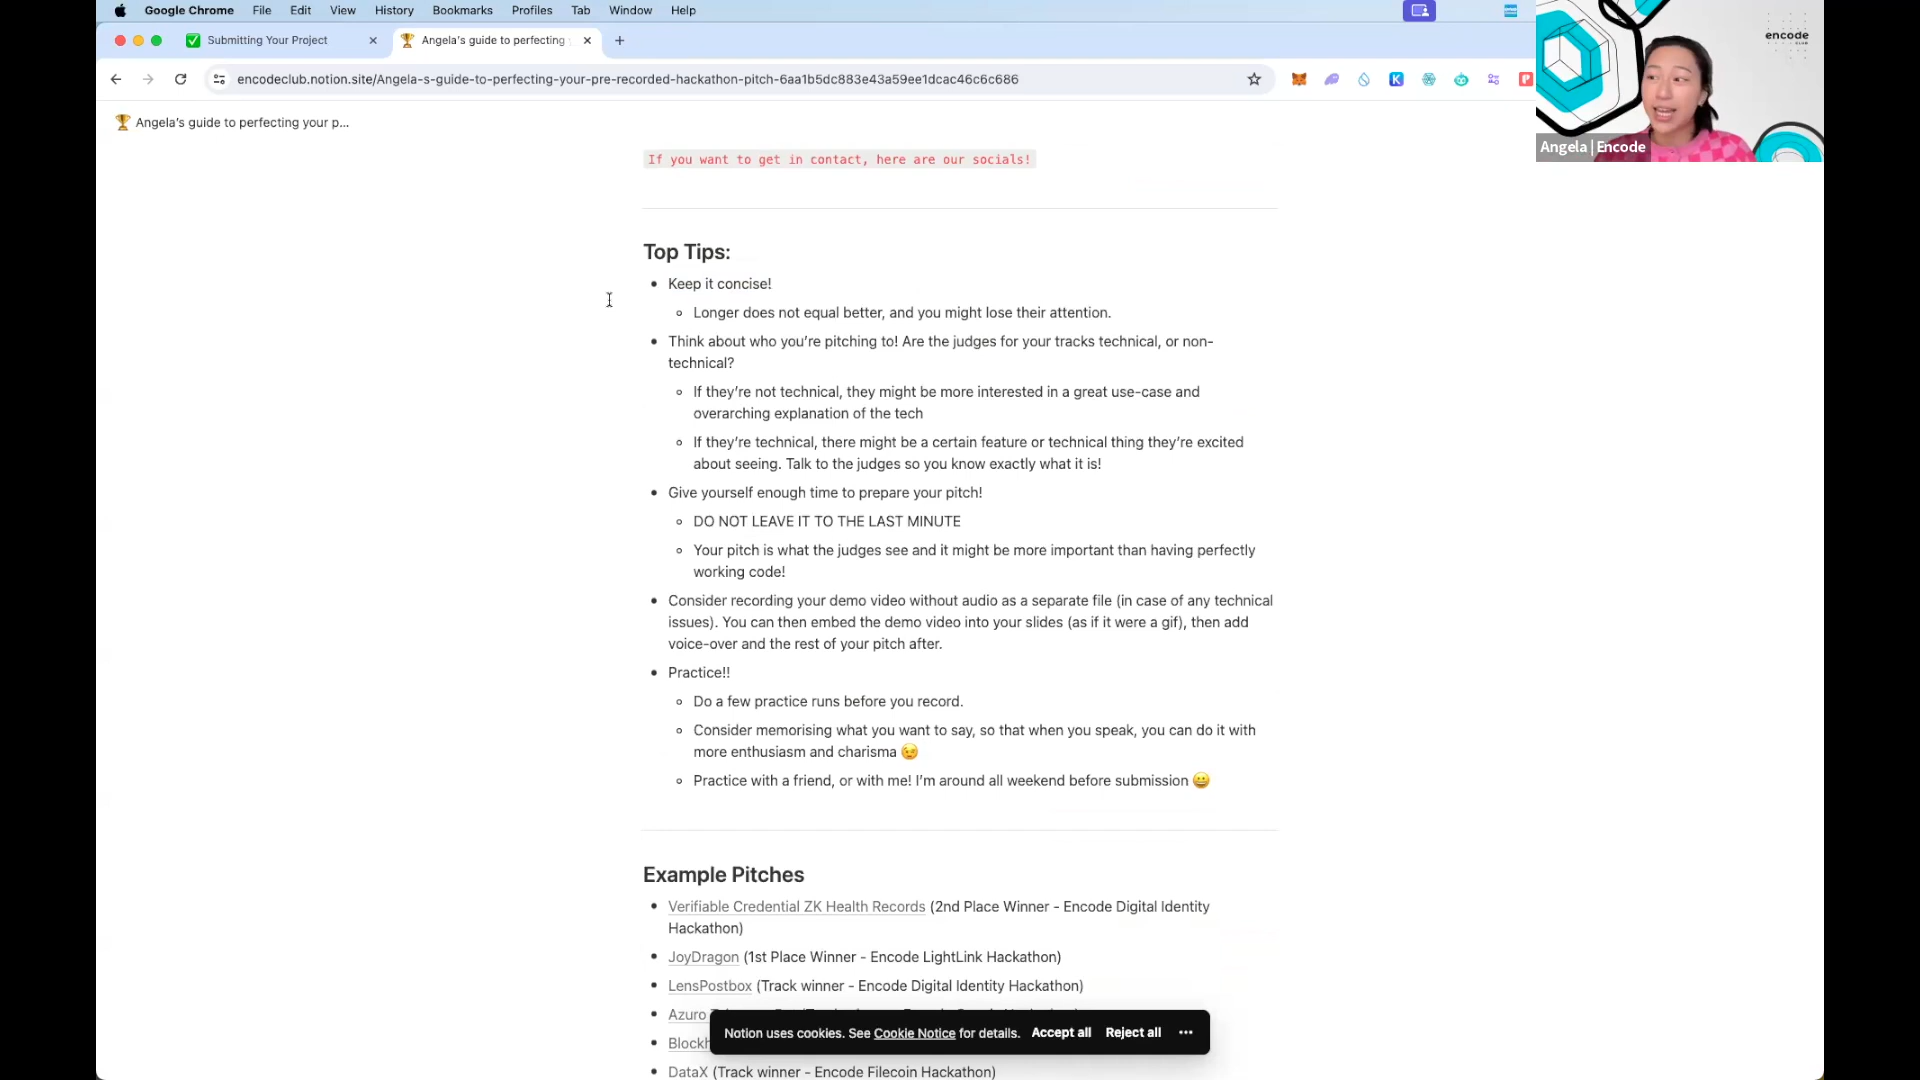 Google Chrome File Edit View History Bookmarks Profiles Tab Window Help
Submitting Your Project
Angela's guide to perfecting
encode
CLUB
encodeclub.notion.site/Angela-s-guide-to-perfecting-your-pre-recorded-hackathon-pitch-6aa1b5dc883e43a59ee1dcac46c6c686
Angela's guide to perfecting your p...
Angela | Encode
If you want to get in contact, here are our socials!
Top Tips:
Keep it concise!
Longer does not equal better, and you might lose their attention.
Think about who you're pitching to! Are the judges for your tracks technical, or non-
technical?
If they're not technical, they might be more interested in a great use-case and
overarching explanation of the tech
If they're technical, there might be a certain feature or technical thing they're excited
about seeing. Talk to the judges so you know exactly what it is!
Give yourself enough time to prepare your pitch!
DO NOT LEAVE IT TO THE LAST MINUTE
Your pitch is what the judges see and it might be more important than having perfectly
working code!
Consider recording your demo video without audio as a separate file (in case of any technical
issues). You can then embed the demo video into your slides (as if it were a gif), then add
voice-over and the rest of your pitch after.
Practice!!
Do a few practice runs before you record.
Consider memorising what you want to say, so that when you speak, you can do it with
more enthusiasm and charisma 😉
Practice with a friend, or with me! I'm around all weekend before submission 😀
Example Pitches
Verifiable Credential ZK Health Records (2nd Place Winner - Encode Digital Identity
Hackathon)
JoyDragon (1st Place Winner - Encode LightLink Hackathon)
LensPostbox (Track winner - Encode Digital Identity Hackathon)
Azuro
Notion uses cookies. See Cookie Notice for details. Accept all Reject all
DataX (Track winner - Encode Filecoin Hackathon)